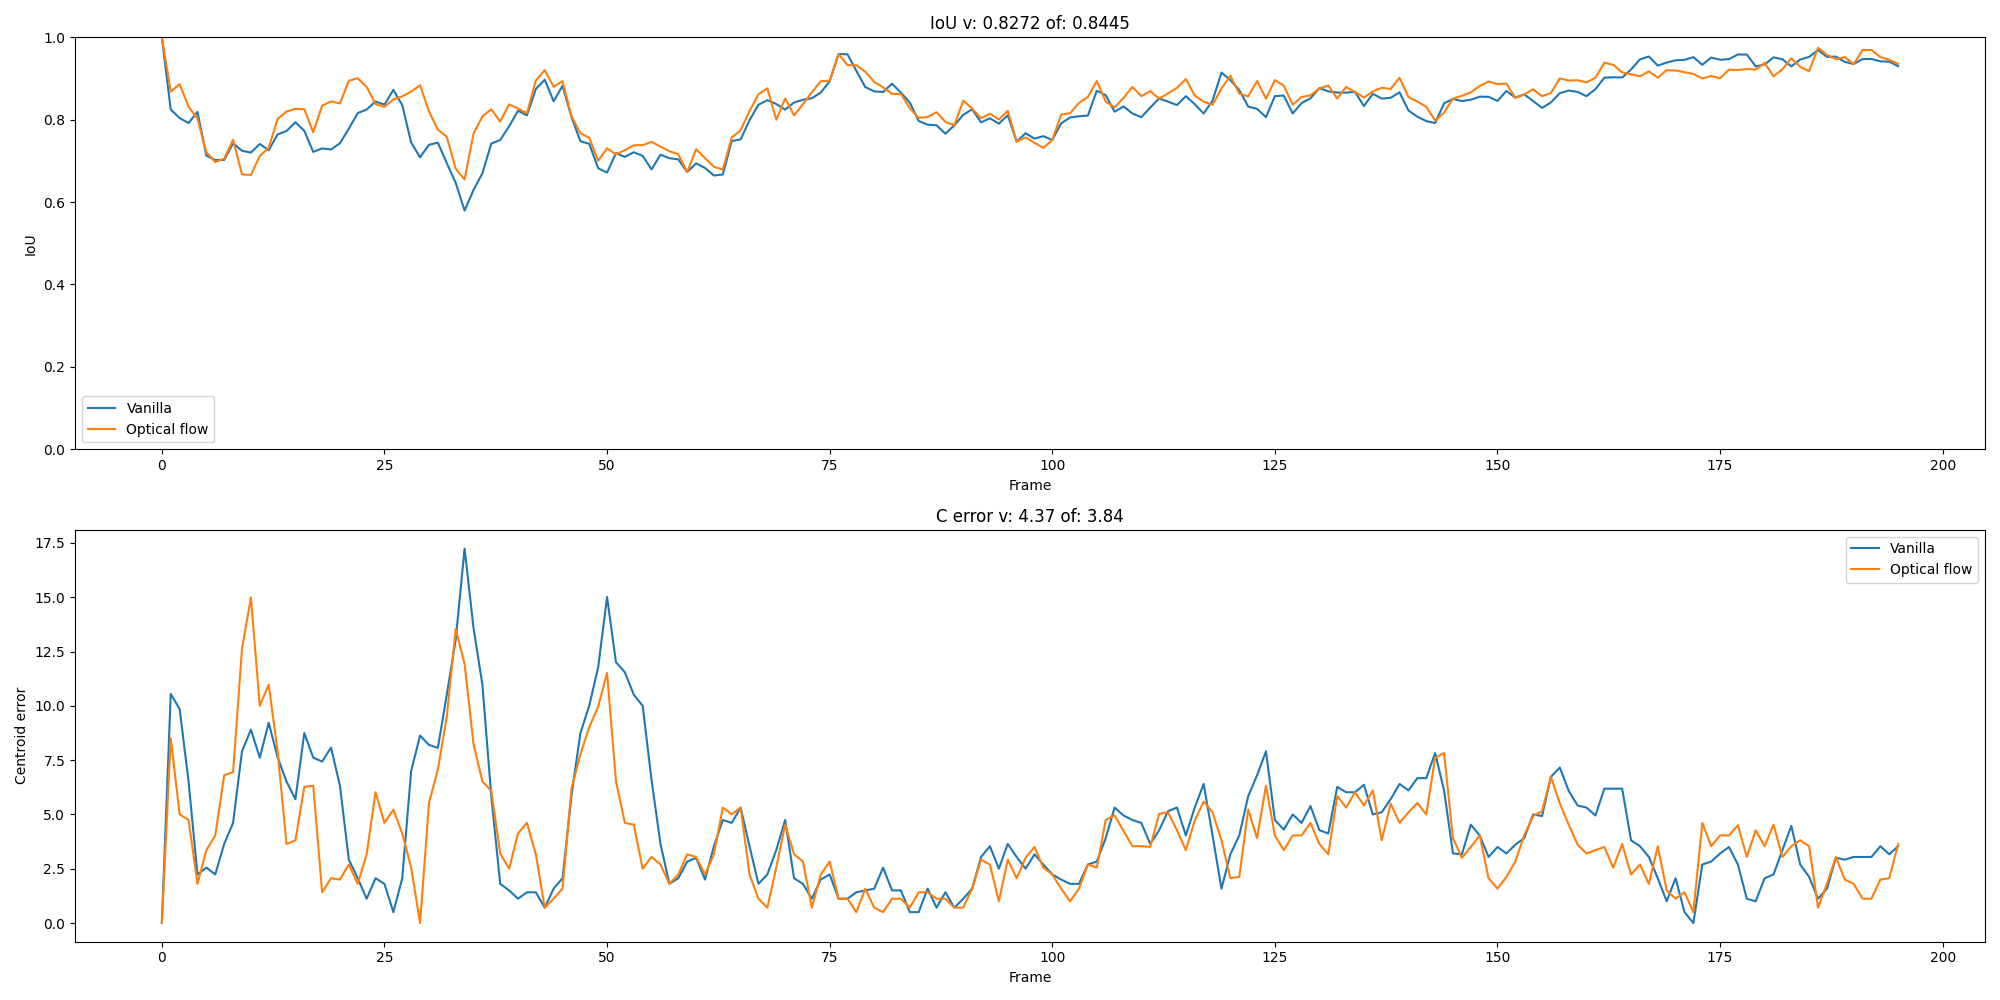 IoU v: 0.8272 of: 0.8445
1.0
0.8
0.6
0.4
0.2
0.0
IoU
Vanilla
Optical flow
0 25 50 75 100 125 150 175 200
Frame
C error v: 4.37 of: 3.84
17.5
15.0
12.5
10.0
7.5
5.0
2.5
0.0
Centroid error
Vanilla
Optical flow
0 25 50 75 100 125 150 175 200
Frame